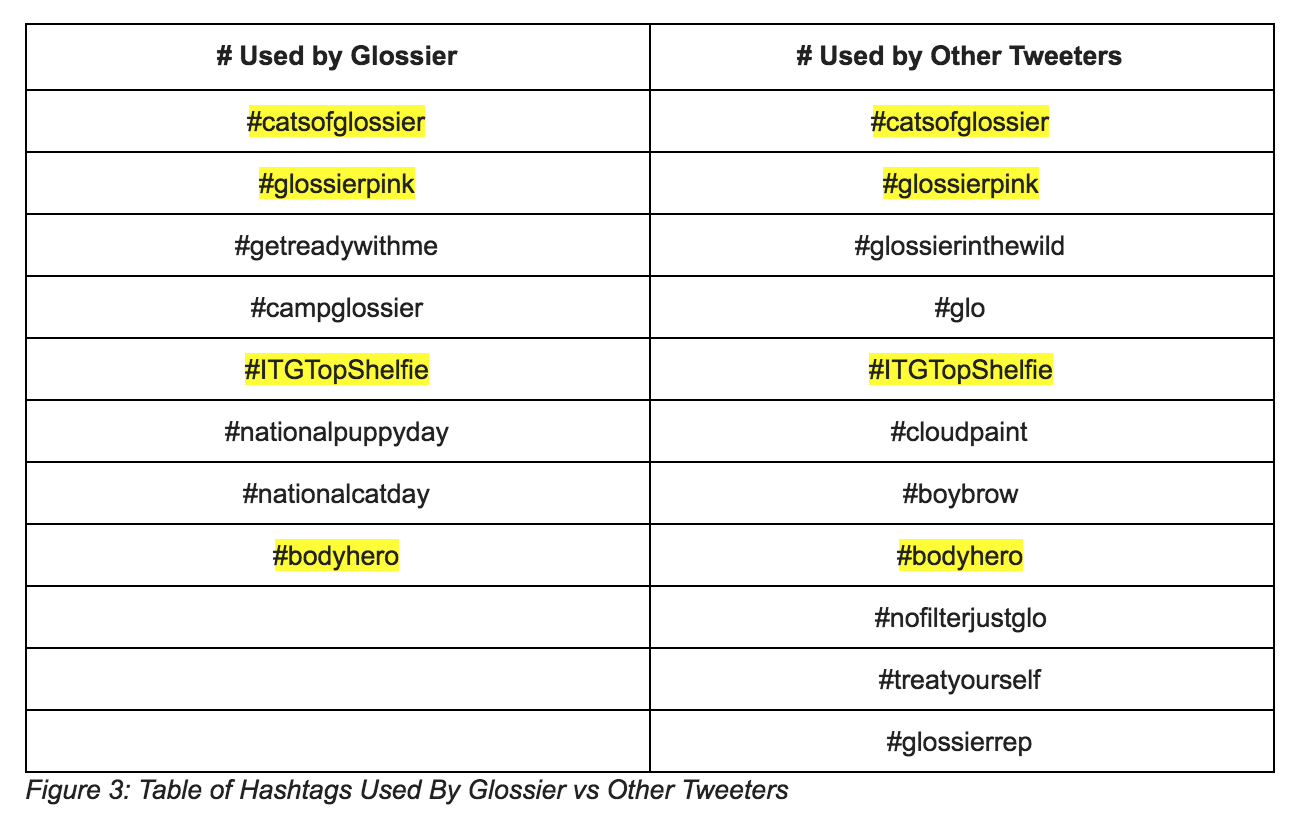 # Used by Glossier # Used by Other Tweeters
#catsofglossier #catsofglossier
#glossierpink #glossierpink
#getreadywithme #glossierinthewild
#campglossier #glo
#ITGTopShelfie #ITGTopShelfie
#nationalpuppyday #cloudpaint
#nationalcatday #boybrow
#bodyhero #bodyhero
#nofilterjustglo
#treatyourself
#glossierrep
Figure 3: Table of Hashtags Used By Glossier vs Other Tweeters